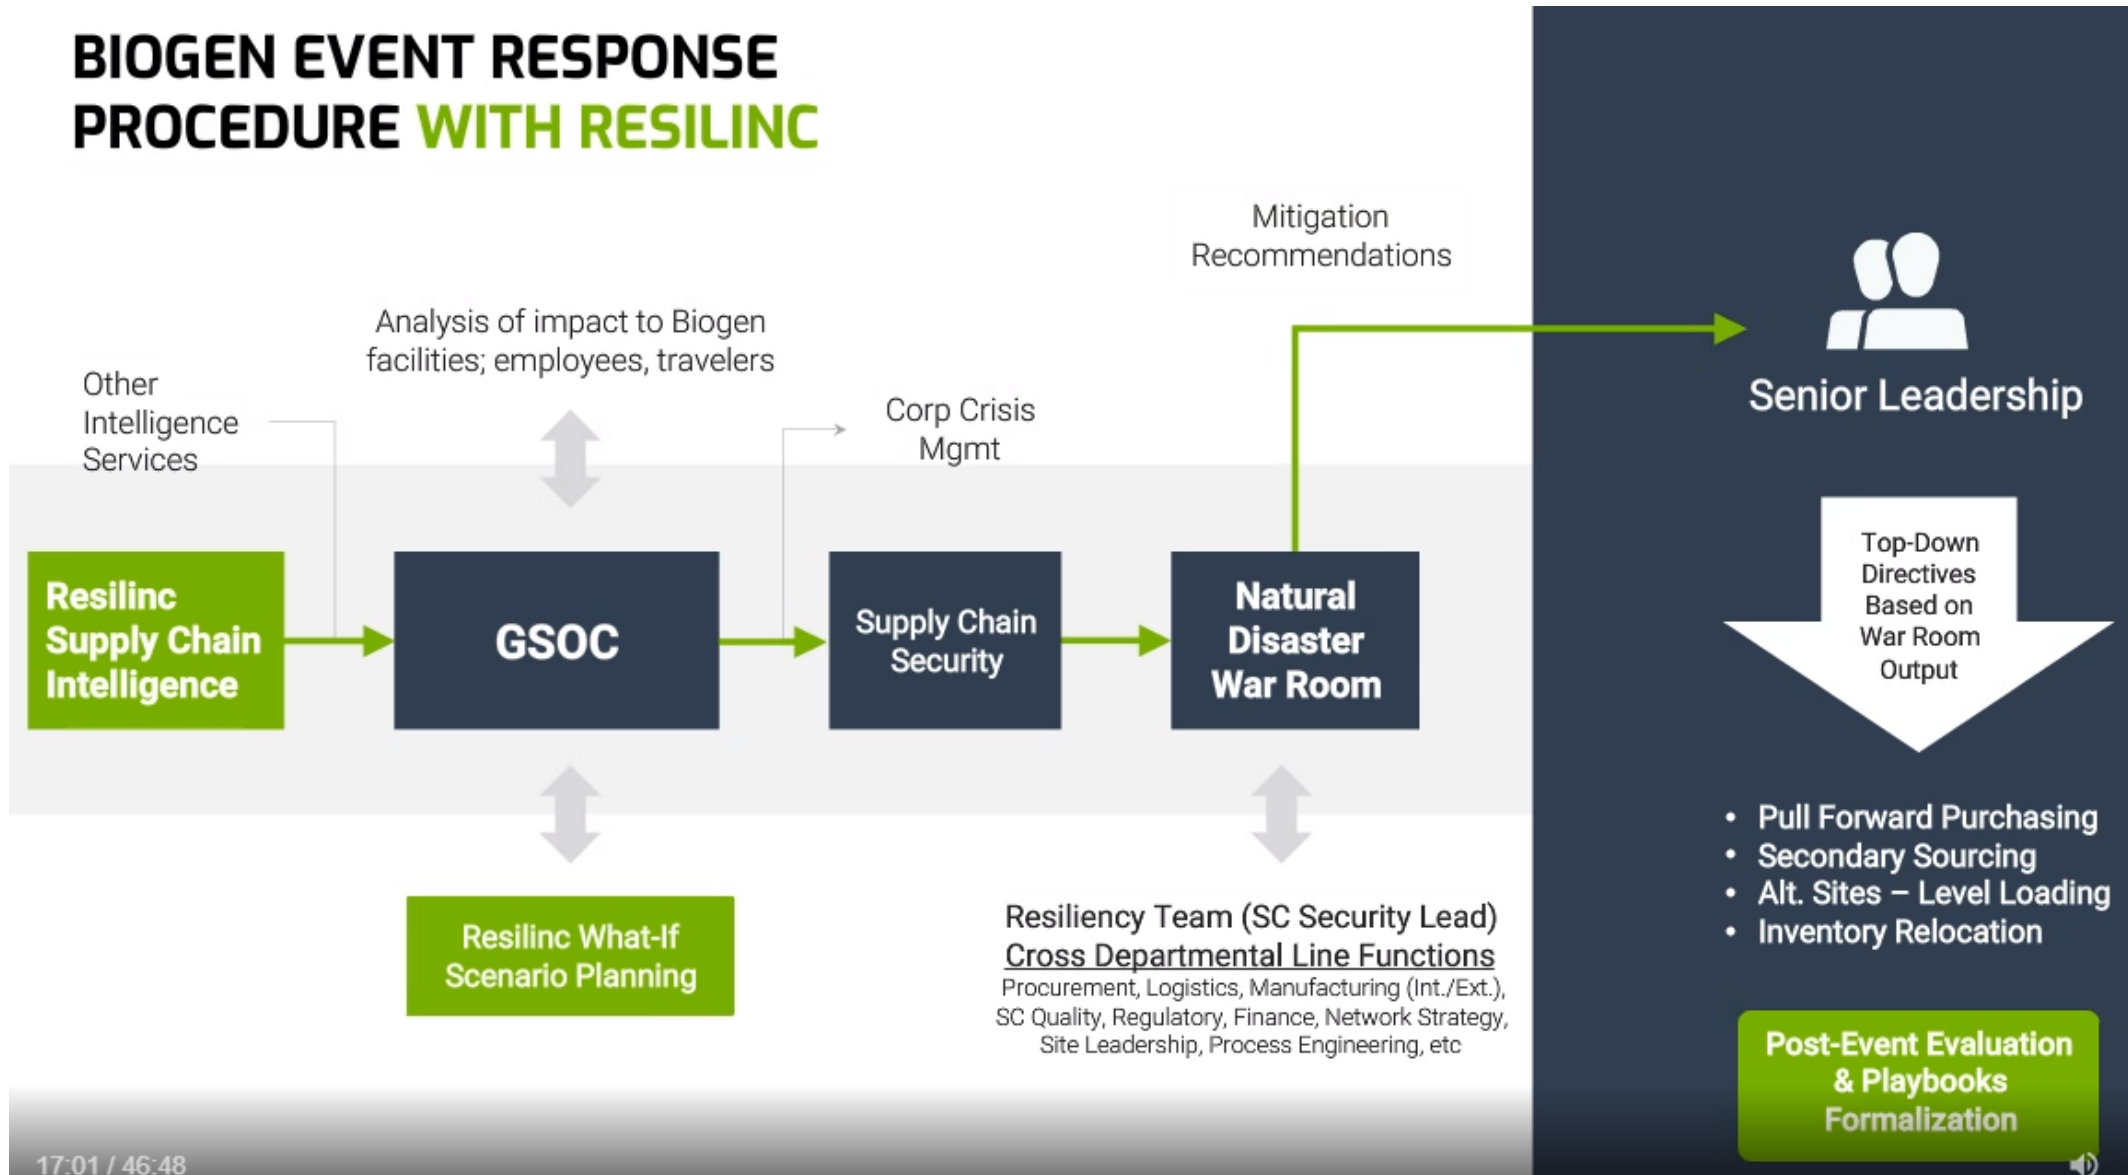 BIOGEN EVENT RESPONSE
PROCEDURE WITH RESILINC
Mitigation
Recommendations
Analysis of impact to Biogen
facilities; employees, travelers
Other
Intelligence
Services
Corp Crisis
Mgmt
Resilinc
Supply Chain
Intelligence
GSOC
Supply Chain
Security
Natural
Disaster
War Room
Resilinc What-If
Scenario Planning
Resiliency Team (SC Security Lead)
Cross Departmental Line Functions
Procurement, Logistics, Manufacturing (Int./Ext.),
SC Quality, Regulatory, Finance, Network Strategy,
Site Leadership, Process Engineering, etc
Senior Leadership
Top-Down
Directives
Based on
War Room
Output
• Pull Forward Purchasing
• Secondary Sourcing
• Alt. Sites – Level Loading
• Inventory Relocation
Post-Event Evaluation
& Playbooks
Formalization
17:01 / 46:48